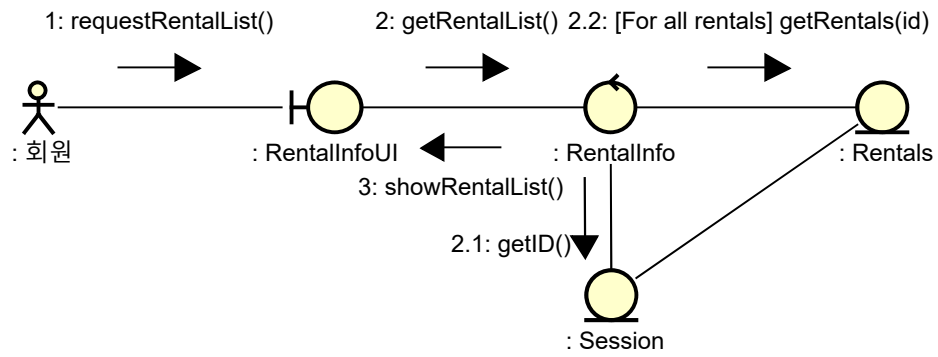 1: requestRentalList()
2: getRentalList()
2.2: [For all rentals] getRentals(id)
: 회원
: RentalInfoUI
: RentalInfo
: Rentals
3: showRentalList()
2.1: getID()
: Session